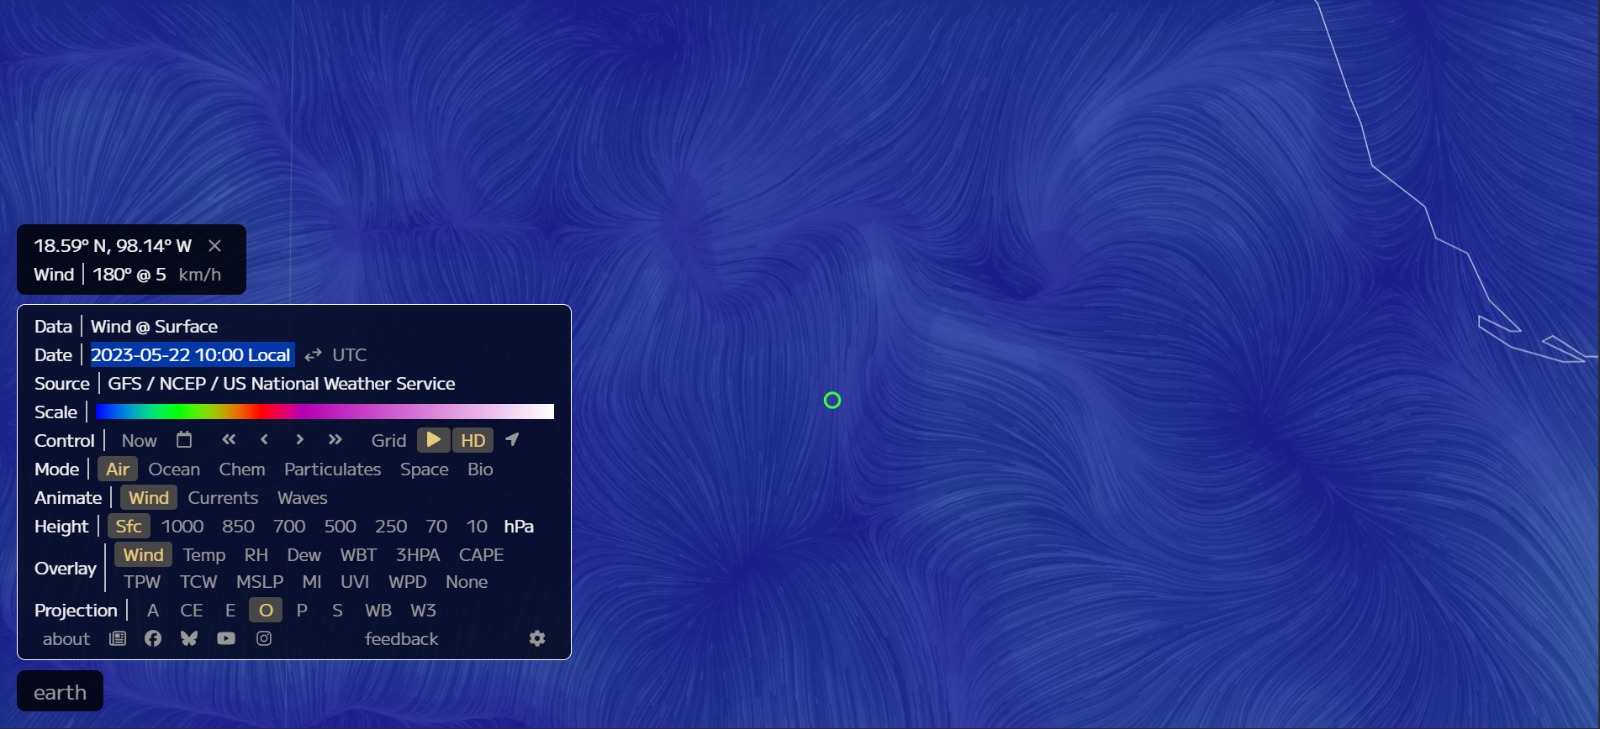 18.59° N, 98.14° W ×
Wind | 180° @ 5 km/h
Data | Wind @ Surface
Date | 2023-05-22 10:00 Local ⇄ UTC
Source | GFS / NCEP / US National Weather Service
Scale |
Control | Now « ‹ › » Grid HD
Mode | Air Ocean Chem Particulates Space Bio
Animate | Wind Currents Waves
Height | Sfc 1000 850 700 500 250 70 10 hPa
Overlay | Wind Temp RH Dew WBT 3HPA CAPE
TPW TCW MSLP MI UVI WPD None
Projection | A CE E O P S WB W3
about feedback
earth